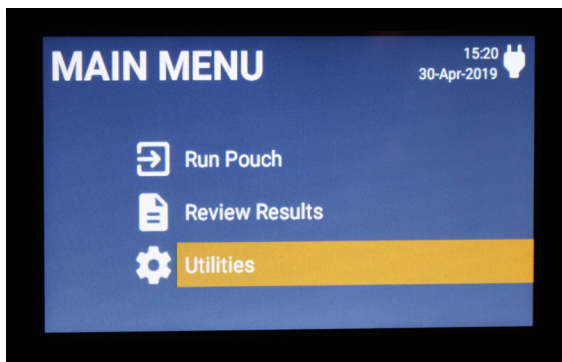 MAIN MENU
15:20
30-Apr-2019
Run Pouch
Review Results
Utilities